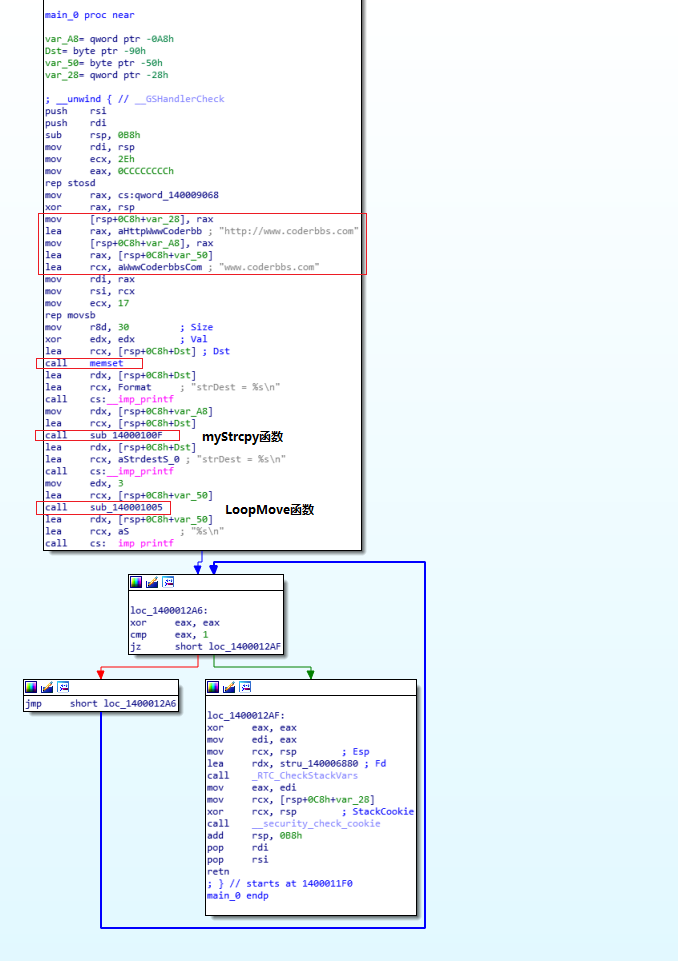 main_0 proc near
var_A8= qword ptr -0A8h
Dst= byte ptr -90h
var_50= byte ptr -50h
var_28= qword ptr -28h
; __unwind { // __GSHandlerCheck
push    rsi
push    rdi
sub     rsp, 0B8h
mov     rdi, rsp
mov     ecx, 2Eh
mov     eax, 0CCCCCCCCh
rep stosd
mov     rax, cs:qword_140009068
xor     rax, rsp
mov     [rsp+0C8h+var_28], rax
lea     rax, aHttpWwwCoderbb ; "http://www.coderbbs.com"
mov     [rsp+0C8h+var_A8], rax
lea     rax, [rsp+0C8h+var_50]
lea     rcx, aWwwCoderbbsCom ; "www.coderbbs.com"
mov     rdi, rax
mov     rsi, rcx
mov     ecx, 17
rep movsb
mov     r8d, 30         ; Size
xor     edx, edx        ; Val
lea     rcx, [rsp+0C8h+Dst] ; Dst
call    memset
lea     rdx, [rsp+0C8h+Dst]
lea     rcx, Format     ; "strDest = %s\n"
call    cs:__imp_printf
mov     rdx, [rsp+0C8h+var_A8]
lea     rcx, [rsp+0C8h+Dst]
call    sub_14000100F myStrcpy函数
lea     rdx, [rsp+0C8h+Dst]
lea     rcx, aStrdestS_0 ; "strDest = %s\n"
call    cs:__imp_printf
mov     edx, 3
lea     rcx, [rsp+0C8h+var_50]
call    sub_140001005 LoopMove函数
lea     rdx, [rsp+0C8h+var_50]
lea     rcx, aS         ; "%s\n"
call    cs:__imp_printf
loc_1400012A6:
xor     eax, eax
cmp     eax, 1
jz      short loc_1400012AF
jmp     short loc_1400012A6
loc_1400012AF:
xor     eax, eax
mov     edi, eax
mov     rcx, rsp        ; Esp
lea     rdx, stru_140006880 ; Fd
call    _RTC_CheckStackVars
mov     eax, edi
mov     rcx, [rsp+0C8h+var_28]
xor     rcx, rsp        ; StackCookie
call    __security_check_cookie
add     rsp, 0B8h
pop     rdi
pop     rsi
retn
; } // starts at 1400011F0
main_0 endp